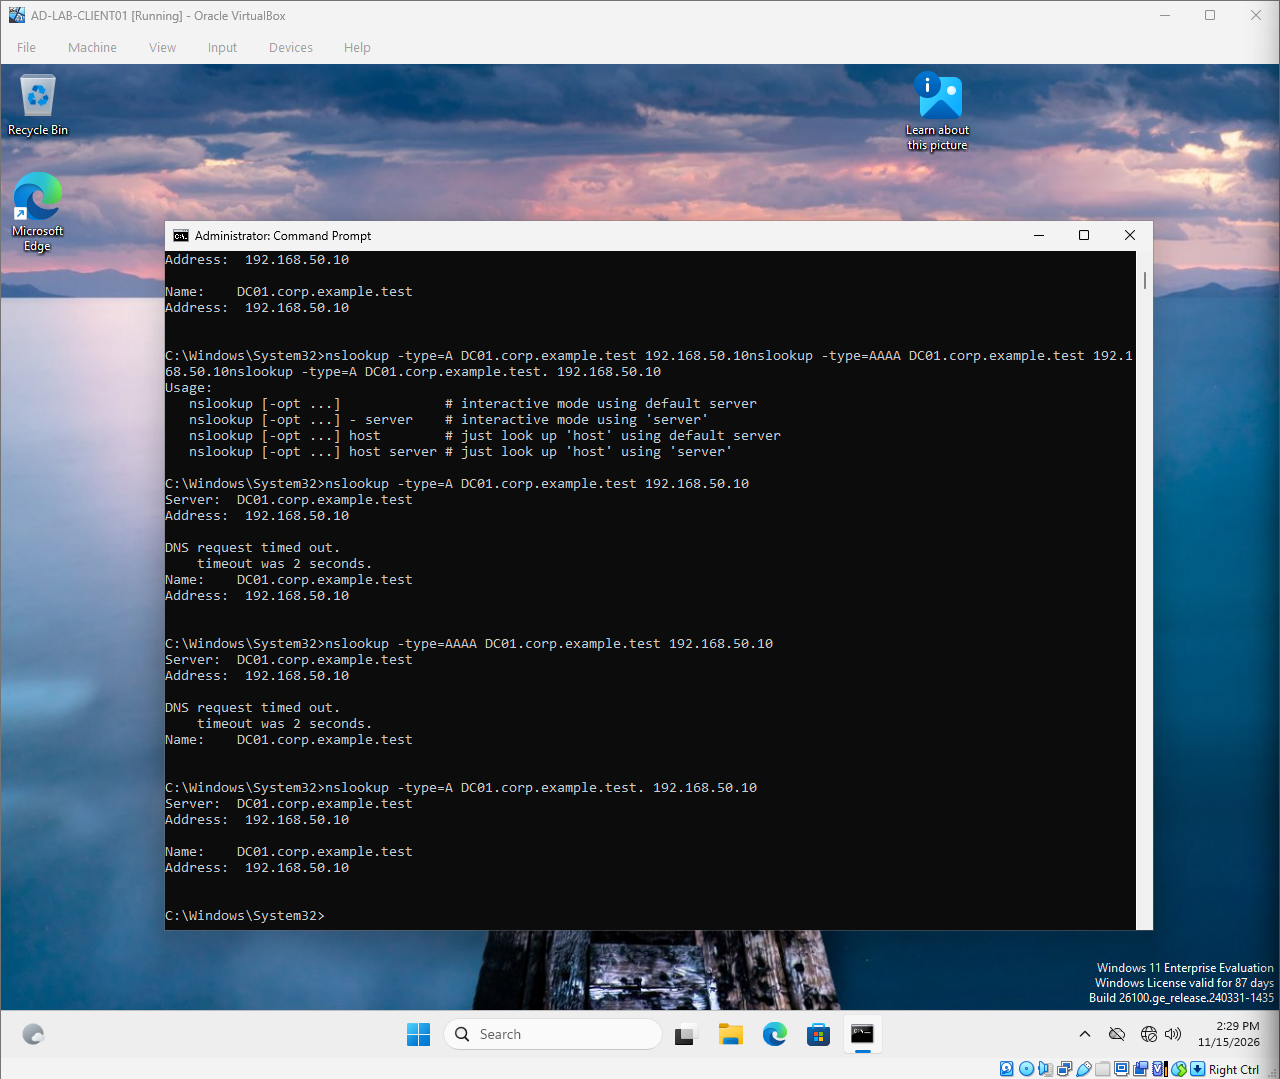 AD-LAB-CLIENT01 [Running] - Oracle VirtualBox
File Machine View Input Devices Help
Recycle Bin
Learn about
this picture
Microsoft
Edge
Administrator: Command Prompt
Address:  192.168.50.10
Name:    DC01.corp.example.test
Address:  192.168.50.10
C:\Windows\System32>nslookup -type=A DC01.corp.example.test 192.168.50.10nslookup -type=AAAA DC01.corp.example.test 192.1
68.50.10nslookup -type=A DC01.corp.example.test. 192.168.50.10
Usage:
   nslookup [-opt ...]             # interactive mode using default server
   nslookup [-opt ...] - server    # interactive mode using 'server'
   nslookup [-opt ...] host        # just look up 'host' using default server
   nslookup [-opt ...] host server # just look up 'host' using 'server'
C:\Windows\System32>nslookup -type=A DC01.corp.example.test 192.168.50.10
Server:  DC01.corp.example.test
Address:  192.168.50.10
DNS request timed out.
    timeout was 2 seconds.
Name:    DC01.corp.example.test
Address:  192.168.50.10
C:\Windows\System32>nslookup -type=AAAA DC01.corp.example.test 192.168.50.10
Server:  DC01.corp.example.test
Address:  192.168.50.10
DNS request timed out.
    timeout was 2 seconds.
Name:    DC01.corp.example.test
C:\Windows\System32>nslookup -type=A DC01.corp.example.test. 192.168.50.10
Server:  DC01.corp.example.test
Address:  192.168.50.10
Name:    DC01.corp.example.test
Address:  192.168.50.10
C:\Windows\System32>
Windows 11 Enterprise Evaluation
Windows License valid for 87 days
Build 26100.ge_release.240331-1435
Search
2:29 PM
11/15/2026
Right Ctrl